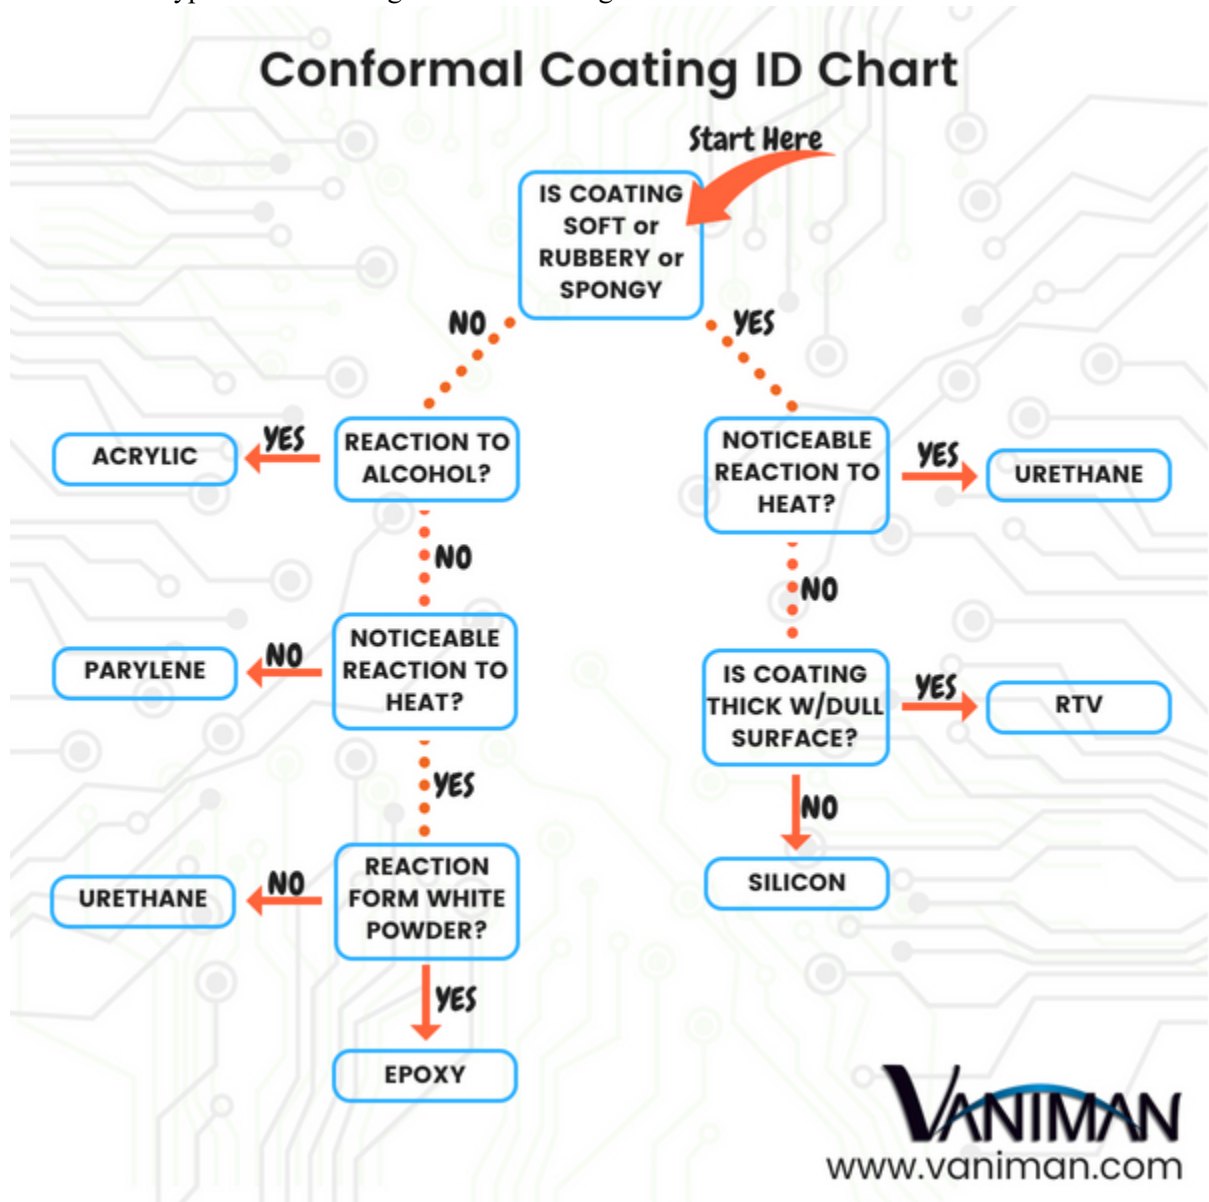 Conformal Coating ID Chart
Start Here
IS COATING
SOFT or
RUBBERY or
SPONGY
NO
YES
ACRYLIC
YES
REACTION TO
ALCOHOL?
NOTICEABLE
REACTION TO
HEAT?
YES
URETHANE
NO
NO
PARYLENE
NO
NOTICEABLE
REACTION TO
HEAT?
IS COATING
THICK W/DULL
SURFACE?
YES
RTV
YES
NO
URETHANE
NO
REACTION
FORM WHITE
POWDER?
SILICON
YES
EPOXY
VANIMAN
www.vaniman.com